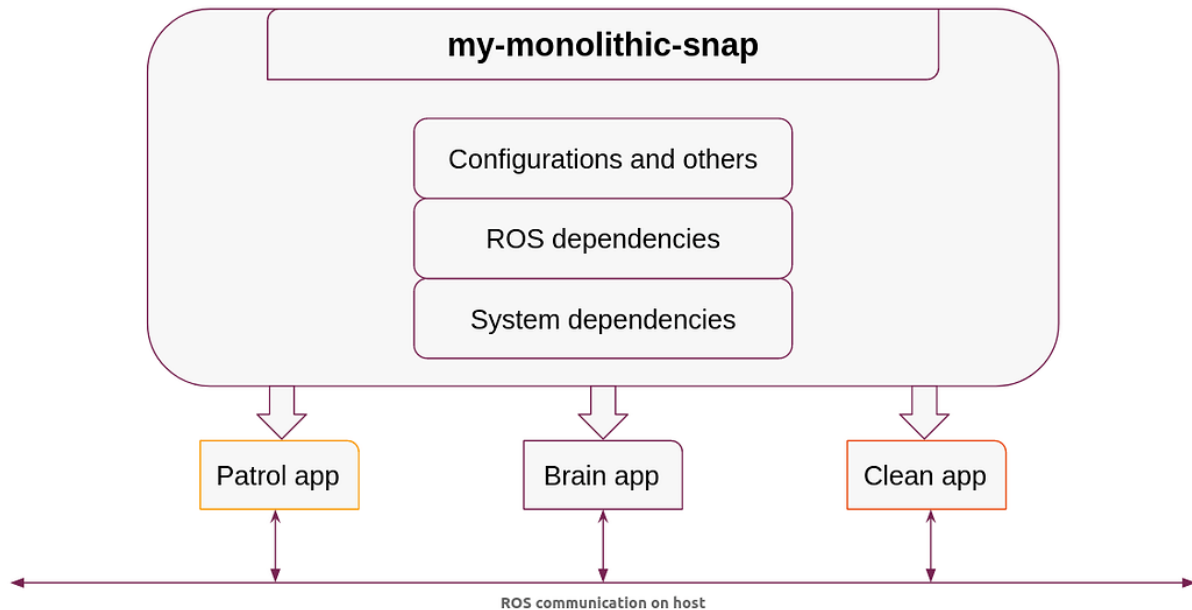 my-monolithic-snap
Configurations and others
ROS dependencies
System dependencies
Patrol app
Brain app
Clean app
ROS communication on host